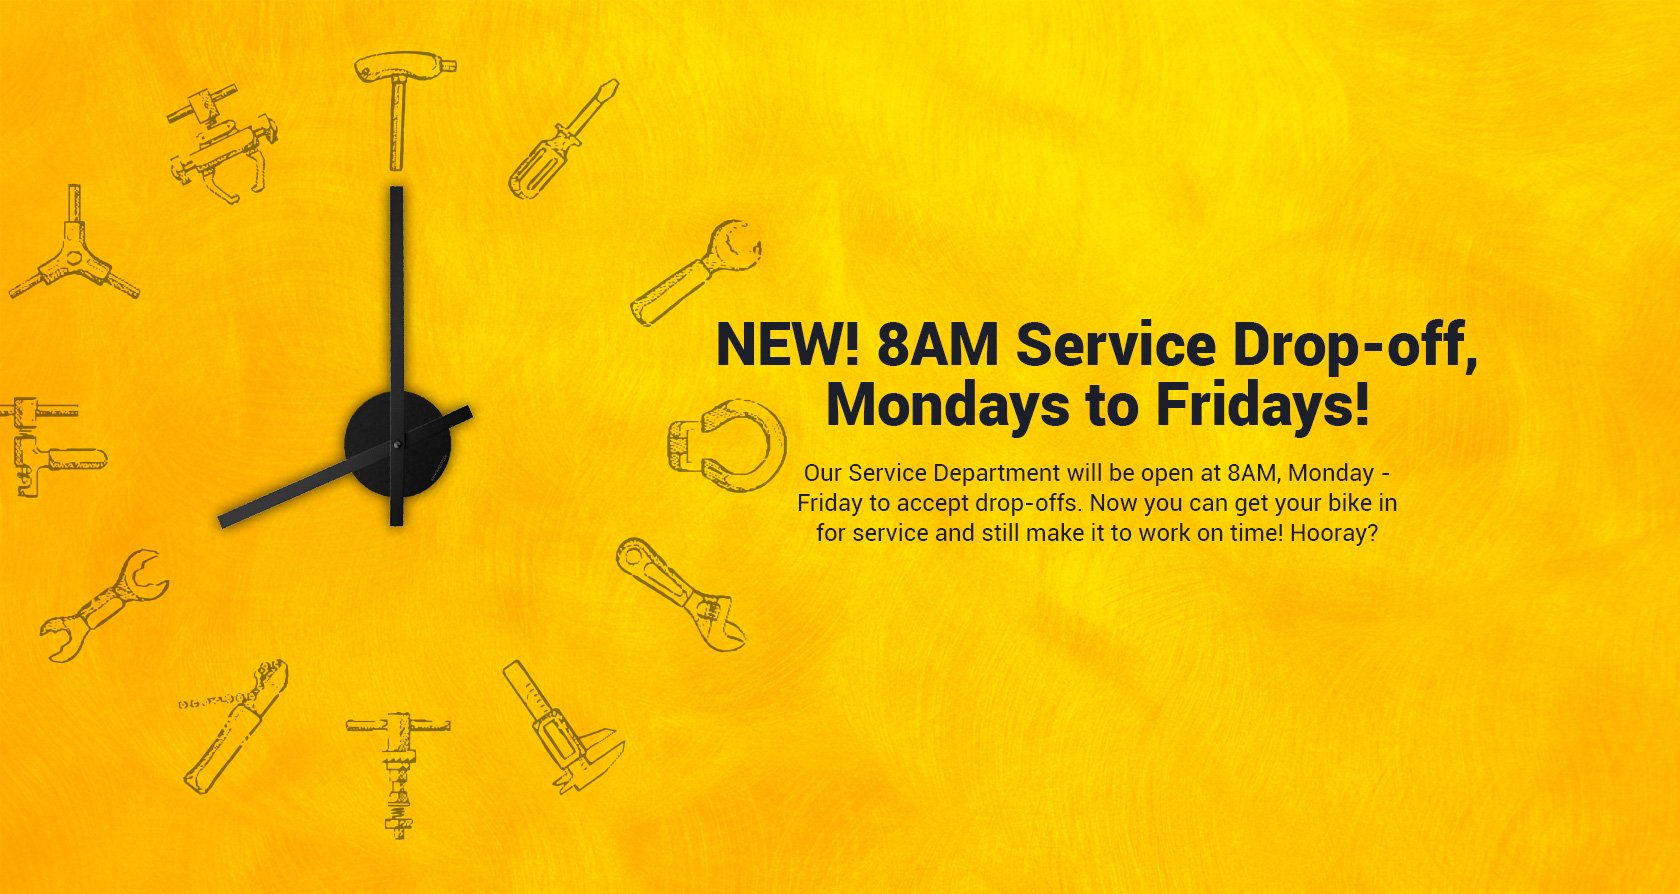 NEW! 8AM Service Drop-off,
Mondays to Fridays!
Our Service Department will be open at 8AM, Monday -
Friday to accept drop-offs. Now you can get your bike in
for service and still make it to work on time! Hooray?